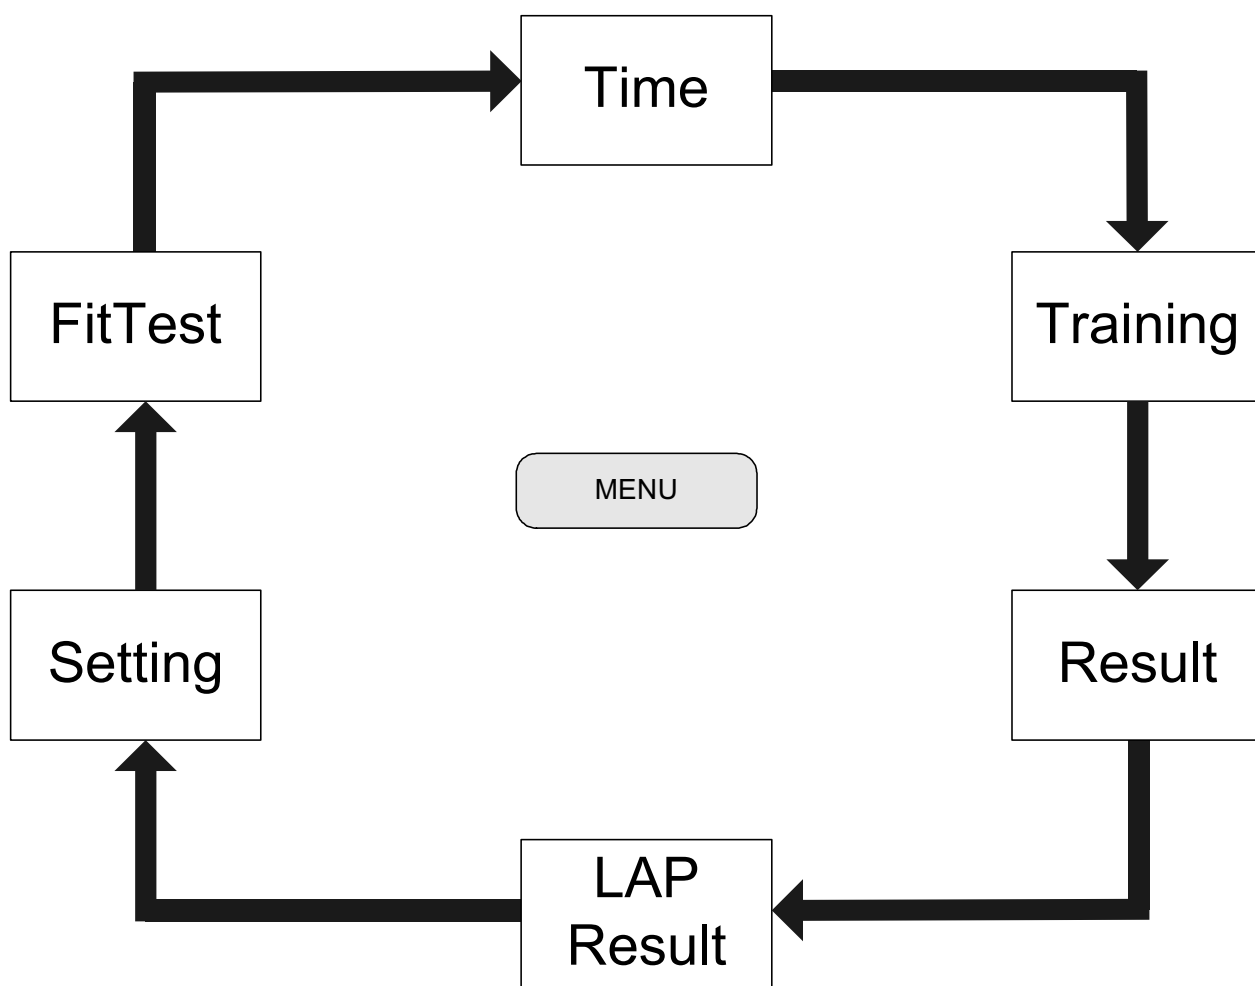 Time
FitTest
Training
MENU
Setting
Result
LAP
Result